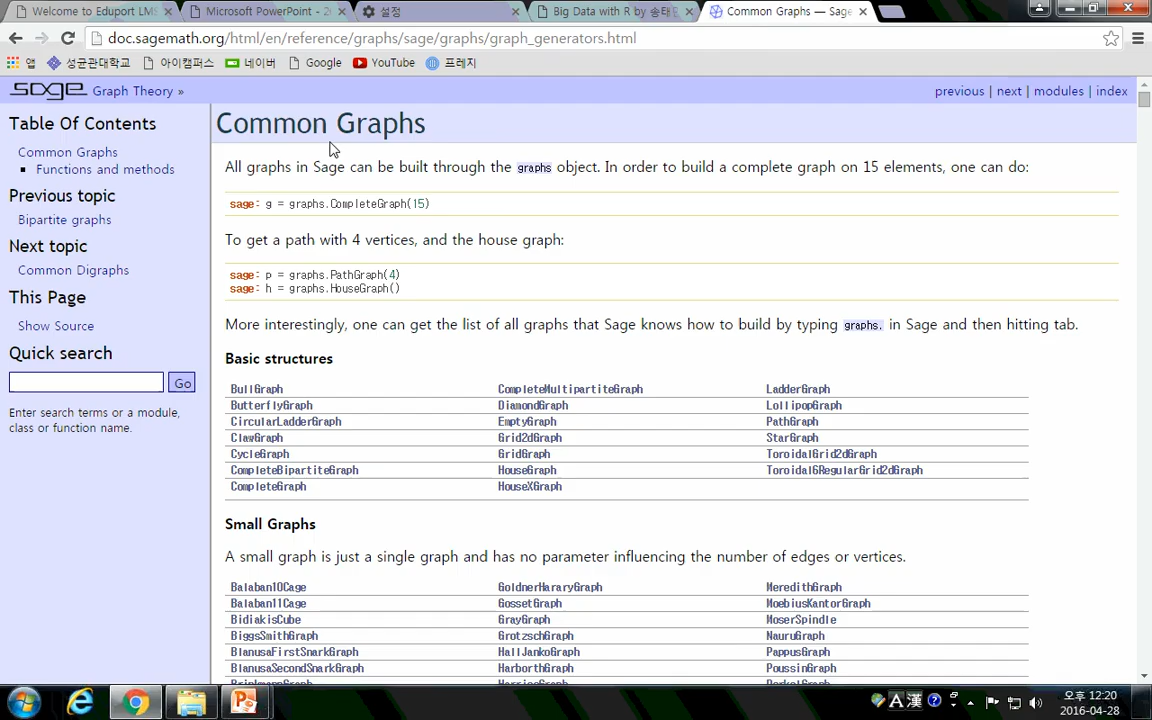 Welcome to Eduport LMS
Microsoft PowerPoint - 20
설정
Big Data with R by 송태
Common Graphs — Sage
doc.sagemath.org/html/en/reference/graphs/sage/graphs/graph_generators.html
앱 성균관대학교 아이캠퍼스 네이버 Google YouTube 프레지
sage Graph Theory »
previous | next | modules | index
Table Of Contents
Common Graphs
Functions and methods
Previous topic
Bipartite graphs
Next topic
Common Digraphs
This Page
Show Source
Quick search
Go
Enter search terms or a module,
class or function name.
Common Graphs
All graphs in Sage can be built through the graphs object. In order to build a complete graph on 15 elements, one can do:
sage: g = graphs.CompleteGraph(15)
To get a path with 4 vertices, and the house graph:
sage: p = graphs.PathGraph(4)
sage: h = graphs.HouseGraph()
More interestingly, one can get the list of all graphs that Sage knows how to build by typing graphs. in Sage and then hitting tab.
Basic structures
BullGraph CompleteMultipartiteGraph LadderGraph
ButterflyGraph DiamondGraph LollipopGraph
CircularLadderGraph EmptyGraph PathGraph
ClawGraph Grid2dGraph StarGraph
CycleGraph GridGraph ToroidalGrid2dGraph
CompleteBipartiteGraph HouseGraph Toroidal6RegularGrid2dGraph
CompleteGraph HouseXGraph
Small Graphs
A small graph is just a single graph and has no parameter influencing the number of edges or vertices.
Balaban10Cage GoldnerHararyGraph MeredithGraph
Balaban11Cage GossetGraph MoebiusKantorGraph
BidiakisCube GrayGraph MoserSpindle
BiggsSmithGraph GrotzschGraph NauruGraph
BlanusaFirstSnarkGraph HallJankoGraph PappusGraph
BlanusaSecondSnarkGraph HarborthGraph PoussinGraph
A 漢
오후 12:20
2016-04-28